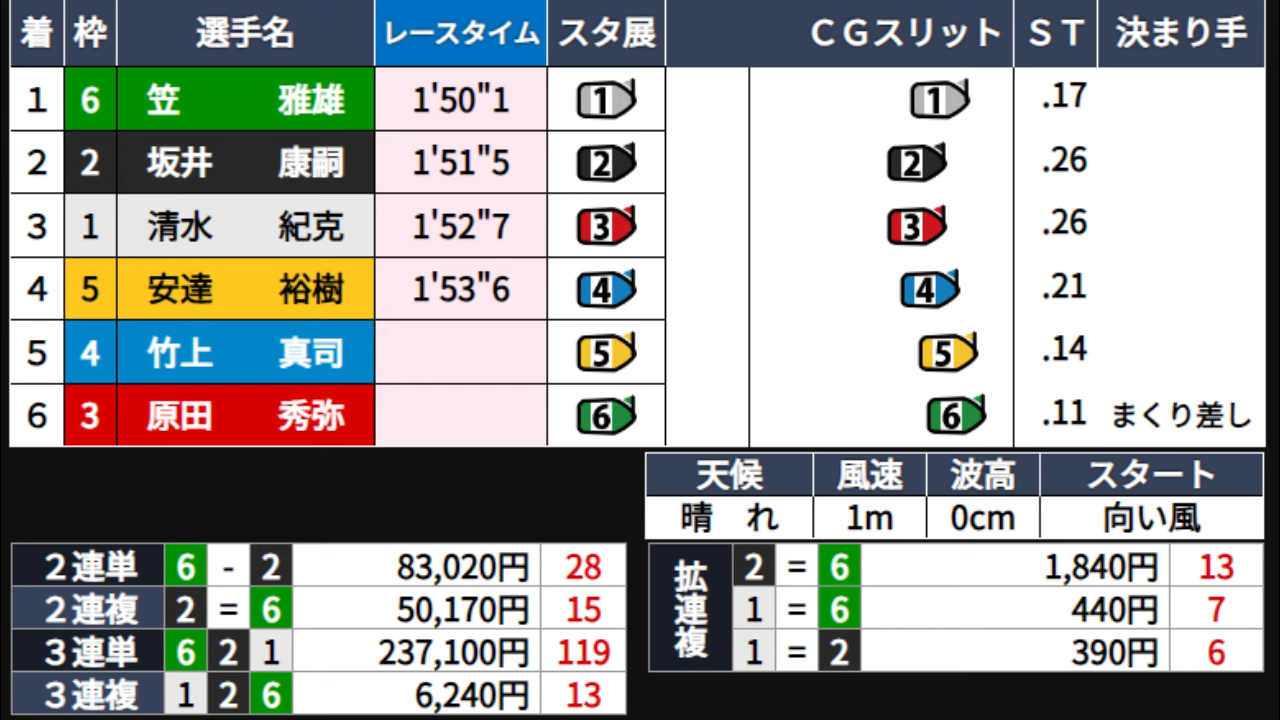 着 枠 選手名 レースタイム スタ展 ＣＧスリット ＳＴ 決まり手
1 6 笠 雅雄 1'50"1 1 1 .17
2 2 坂井 康嗣 1'51"5 2 2 .26
3 1 清水 紀克 1'52"7 3 3 .26
4 5 安達 裕樹 1'53"6 4 4 .21
5 4 竹上 真司 5 5 .14
6 3 原田 秀弥 6 6 .11 まくり差し
天候 風速 波高 スタート
晴 れ 1m 0cm 向い風
２連単 6 - 2 83,020円 28
２連複 2 = 6 50,170円 15
３連単 6 2 1 237,100円 119
３連複 1 2 6 6,240円 13
拡連複
2 = 6 1,840円 13
1 = 6 440円 7
1 = 2 390円 6